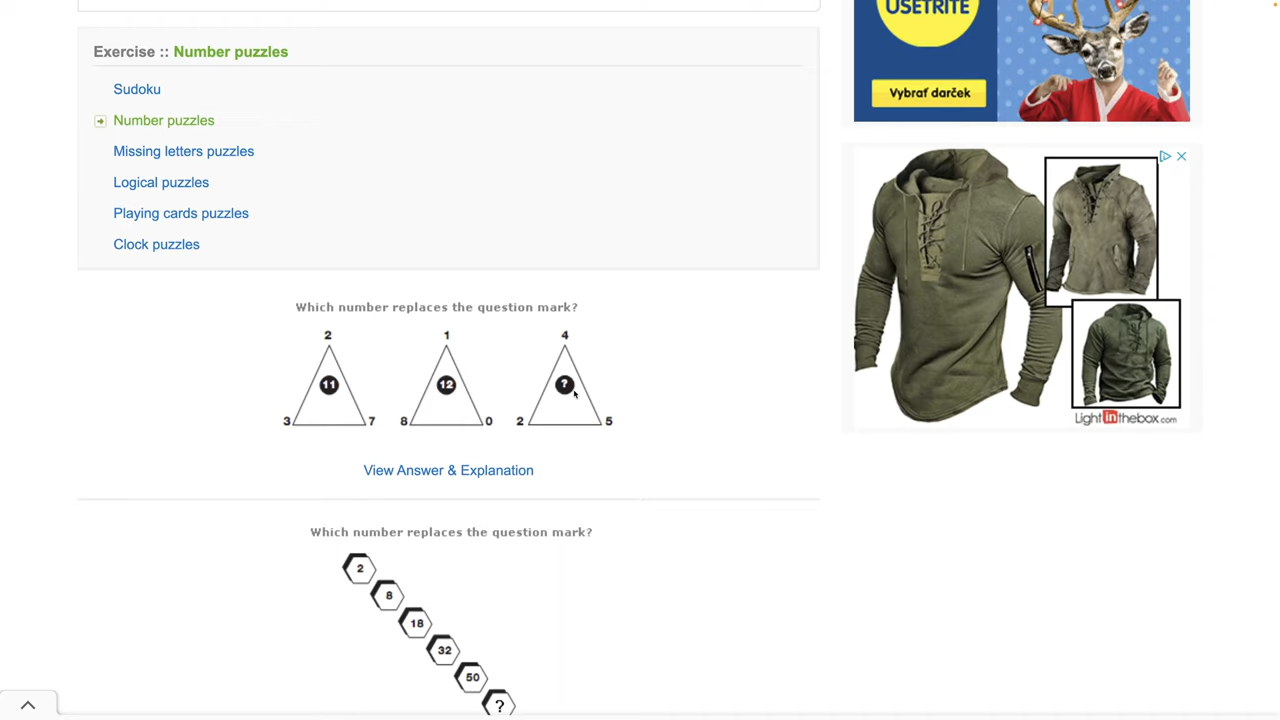 UŠETRITE
Vybrať darček
Exercise :: Number puzzles
Sudoku
Number puzzles
Missing letters puzzles
Logical puzzles
Playing cards puzzles
Clock puzzles
Which number replaces the question mark?
2 1 4
11 12 ?
3 7 8 0 2 5
View Answer & Explanation
Lightinthebox.com
Which number replaces the question mark?
2
8
18
32
50
?